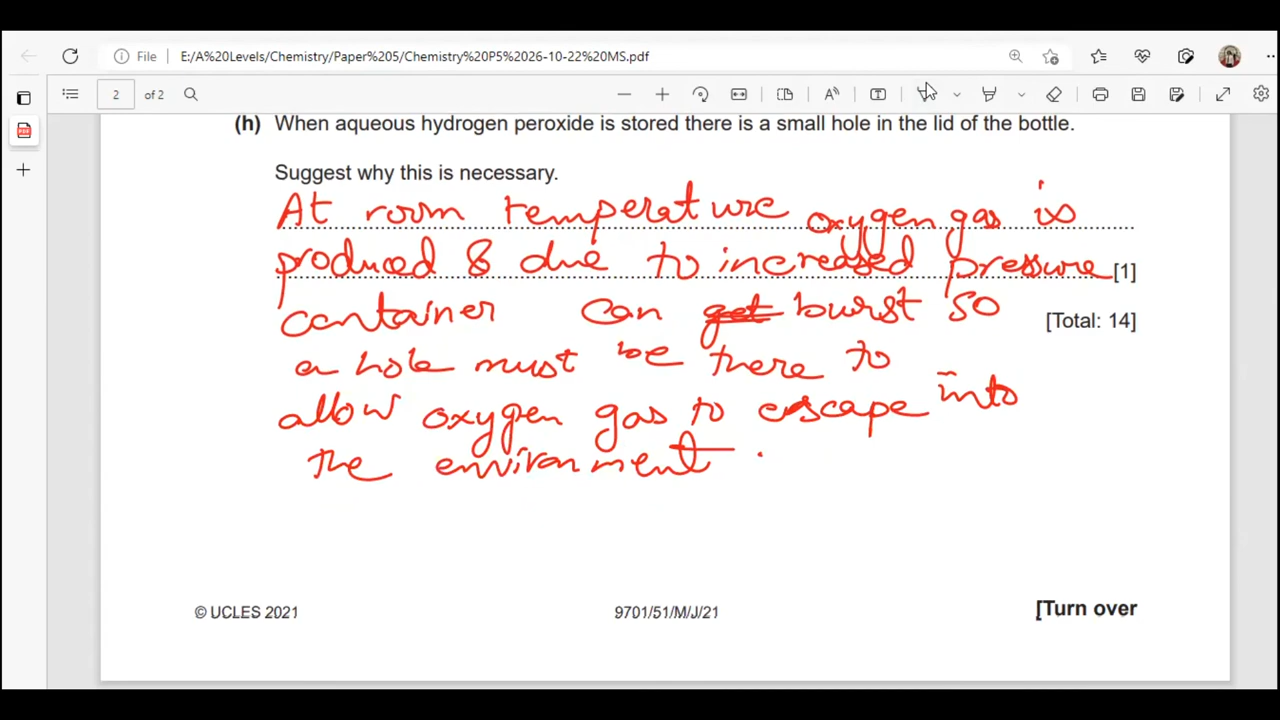 File
E:/A%20Levels/Chemistry/Paper%205/Chemistry%20P5%2026-10-22%20MS.pdf
2 of 2
(h) When aqueous hydrogen peroxide is stored there is a small hole in the lid of the bottle.
Suggest why this is necessary.
At room temperature oxygen gas is
produced & due to increased pressure [1]
container can get burst so
[Total: 14]
a hole must be there to
allow oxygen gas to escape into
the environment.
© UCLES 2021 9701/51/M/J/21 [Turn over